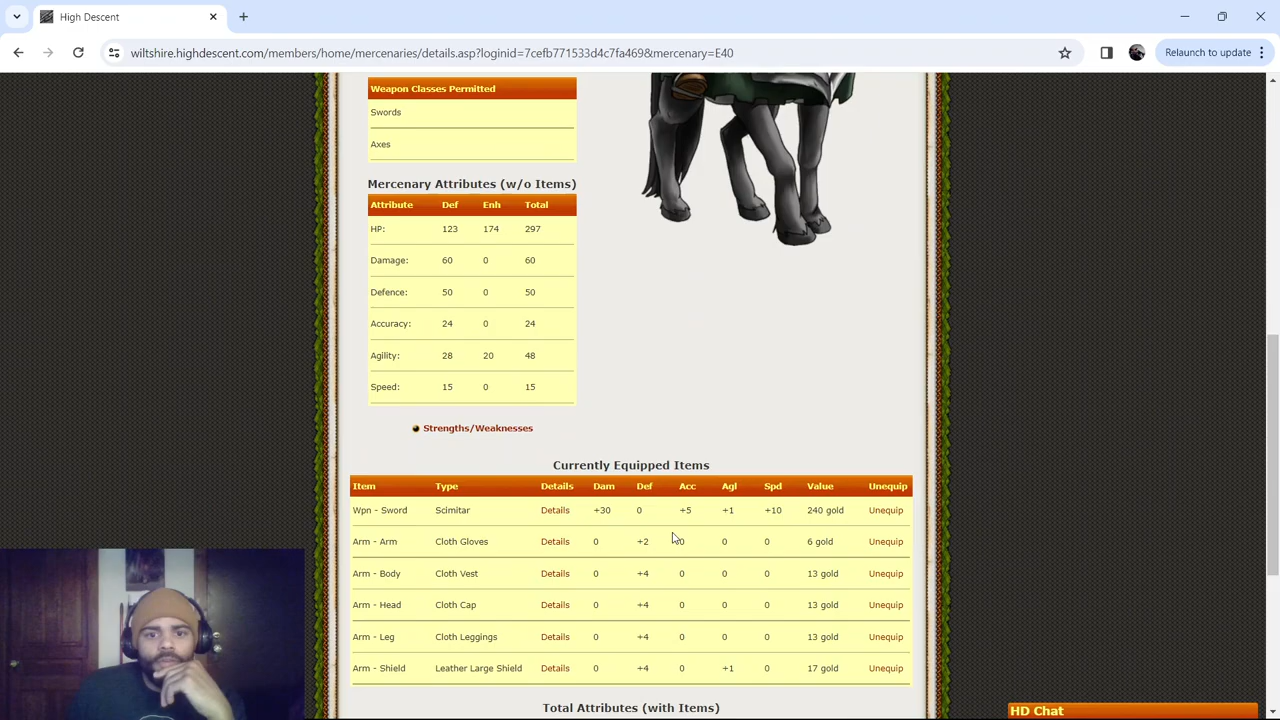 High Descent
wiltshire.highdescent.com/members/home/mercenaries/details.asp?loginid=7cefb771533d4c7fa469&mercenary=E40
Relaunch to update
Weapon Classes Permitted
Swords
Axes
Mercenary Attributes (w/o Items)
Attribute Def Enh Total
HP: 123 174 297
Damage: 60 0 60
Defence: 50 0 50
Accuracy: 24 0 24
Agility: 28 20 48
Speed: 15 0 15
Strengths/Weaknesses
Currently Equipped Items
Item Type Details Dam Def Acc Agl Spd Value Unequip
Wpn - Sword Scimitar Details +30 0 +5 +1 +10 240 gold Unequip
Arm - Arm Cloth Gloves Details 0 +2 0 0 0 6 gold Unequip
Arm - Body Cloth Vest Details 0 +4 0 0 0 13 gold Unequip
Arm - Head Cloth Cap Details 0 +4 0 0 0 13 gold Unequip
Arm - Leg Cloth Leggings Details 0 +4 0 0 0 13 gold Unequip
Arm - Shield Leather Large Shield Details 0 +4 0 +1 0 17 gold Unequip
Total Attributes (with Items)
HD Chat